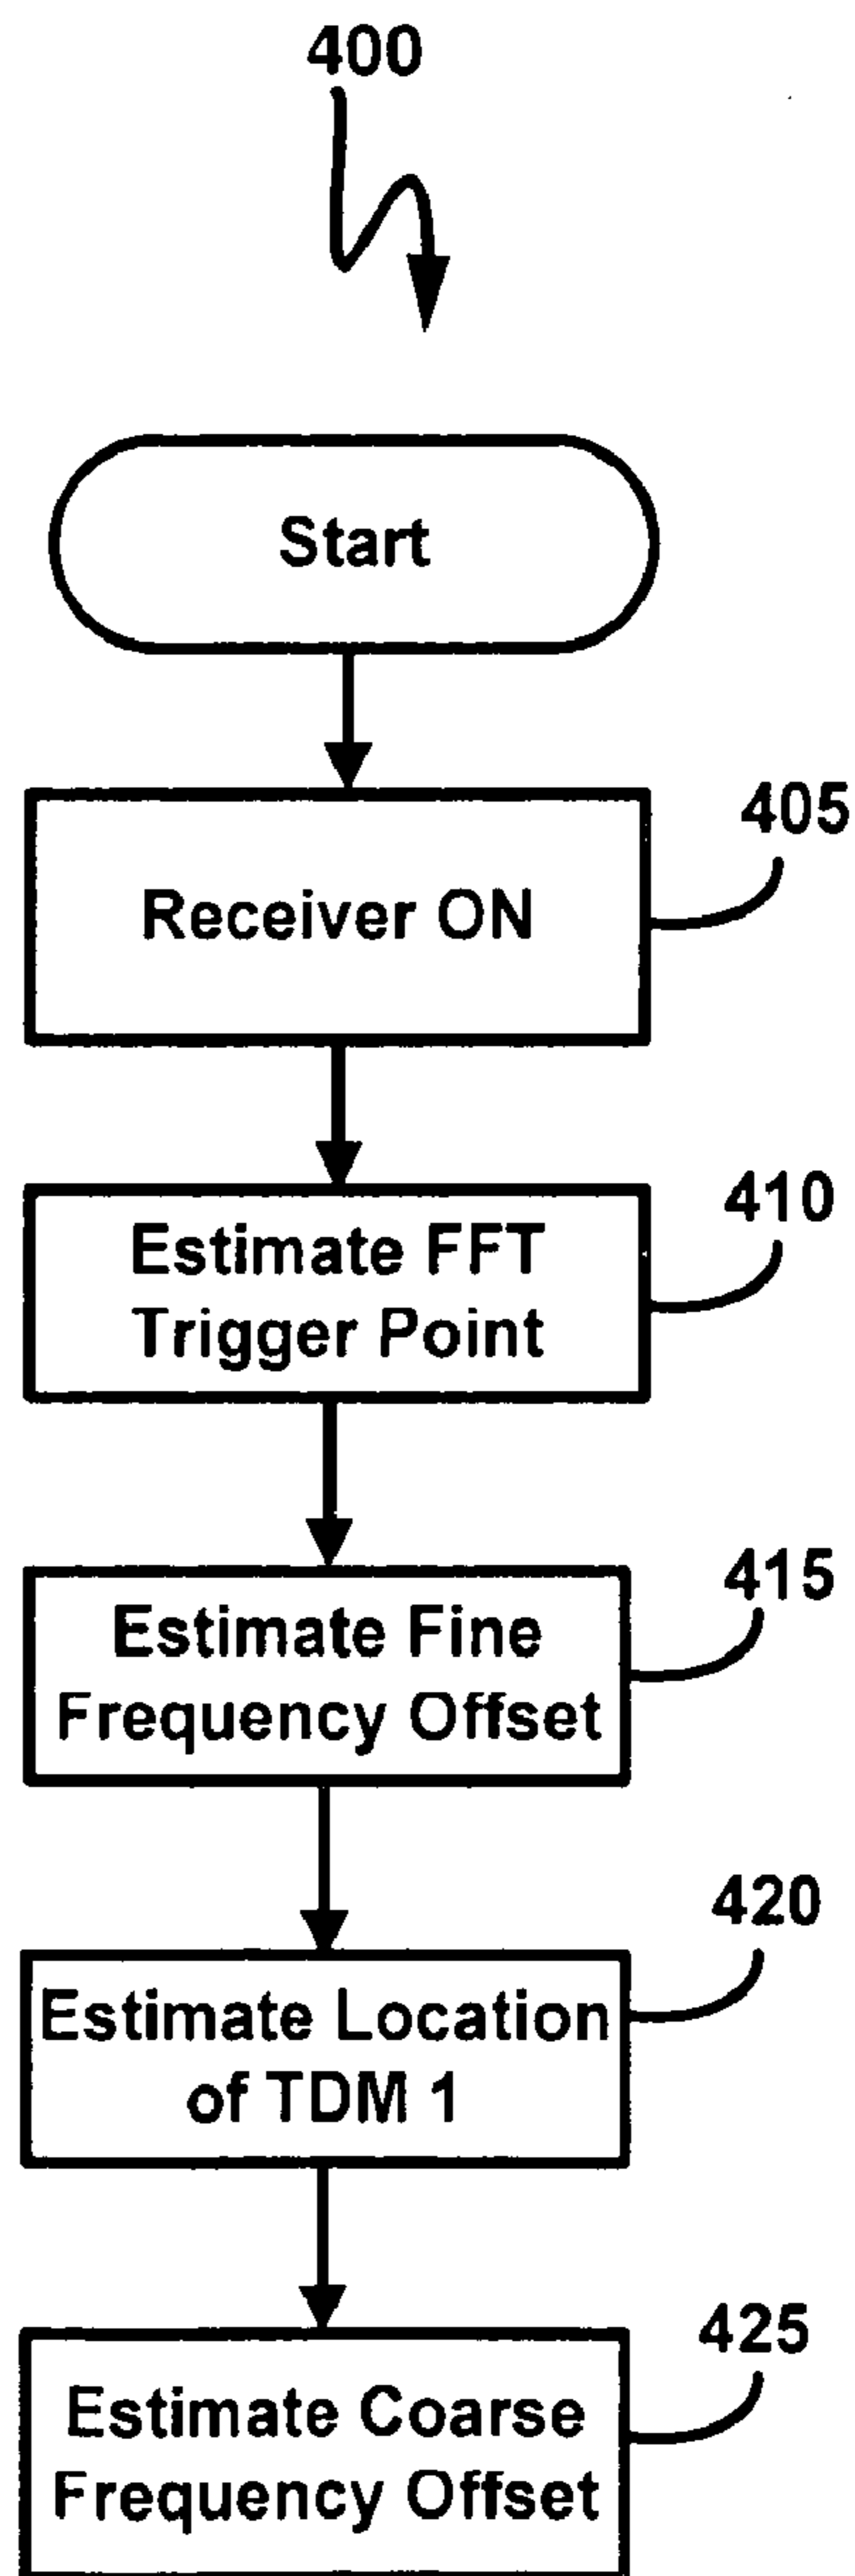 400
Start
405
Receiver ON
410
Estimate FFT
Trigger Point
415
Estimate Fine
Frequency Offset
420
Estimate Location
of TDM 1
425
Estimate Coarse
Frequency Offset